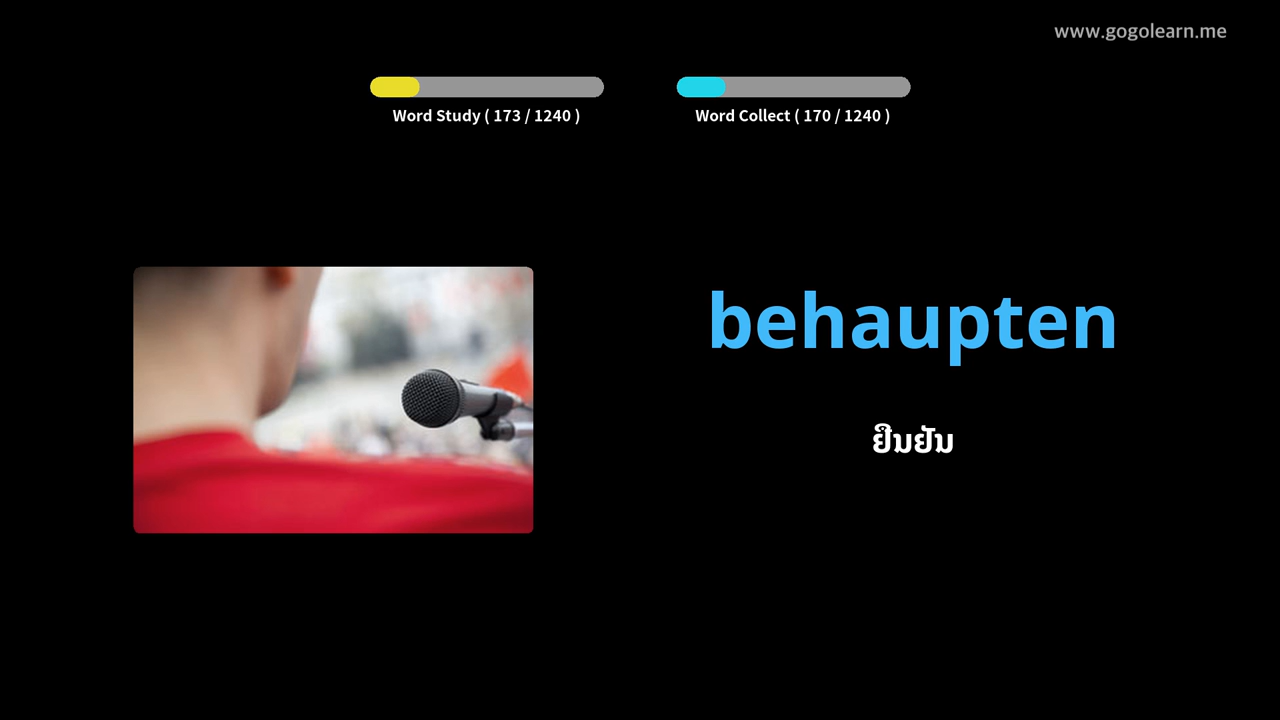 www.gogolearn.me
Word Study ( 173 / 1240 )
Word Collect ( 170 / 1240 )
behaupten
ຢືນຢັນ